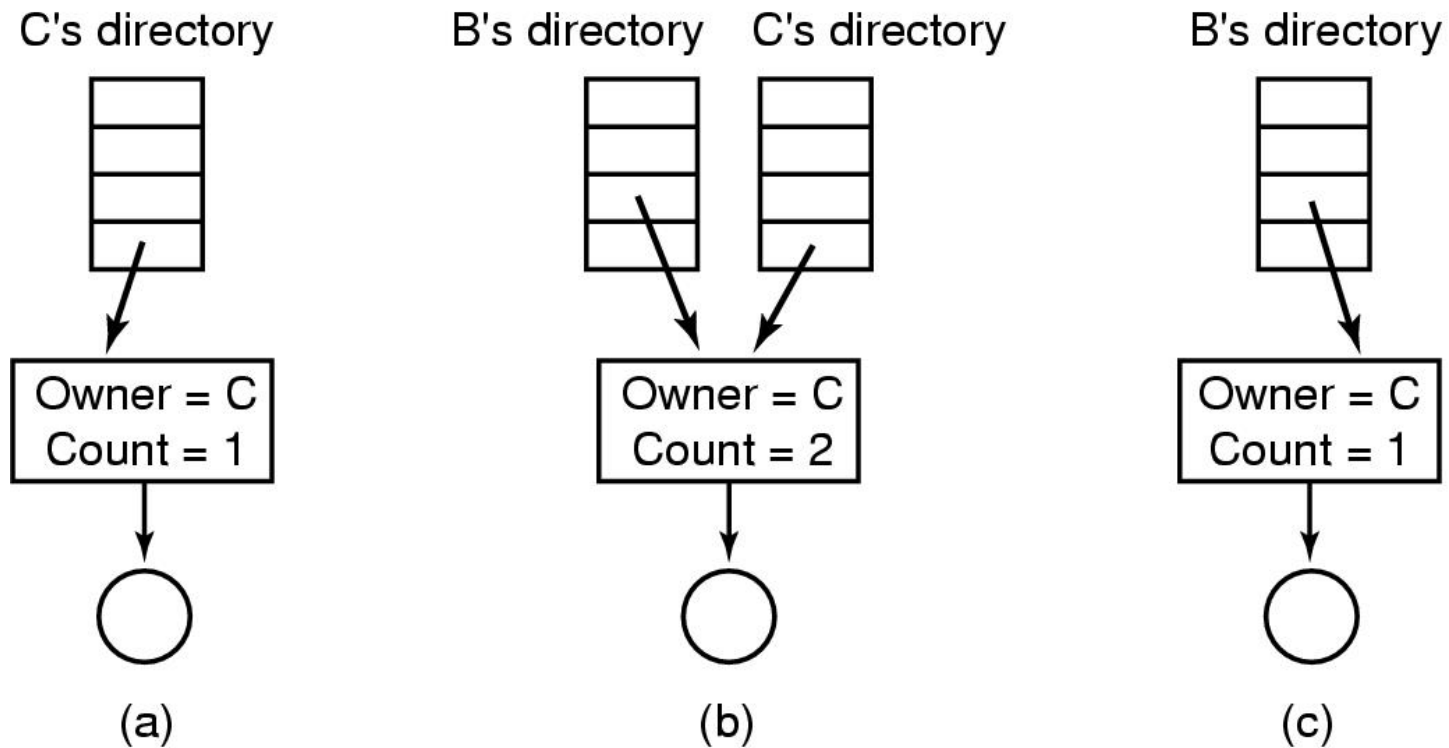 C's directory
B's directory
C's directory
B's directory
Owner = C
Count = 1
Owner = C
Count = 2
Owner = C
Count = 1
(a)
(b)
(c)